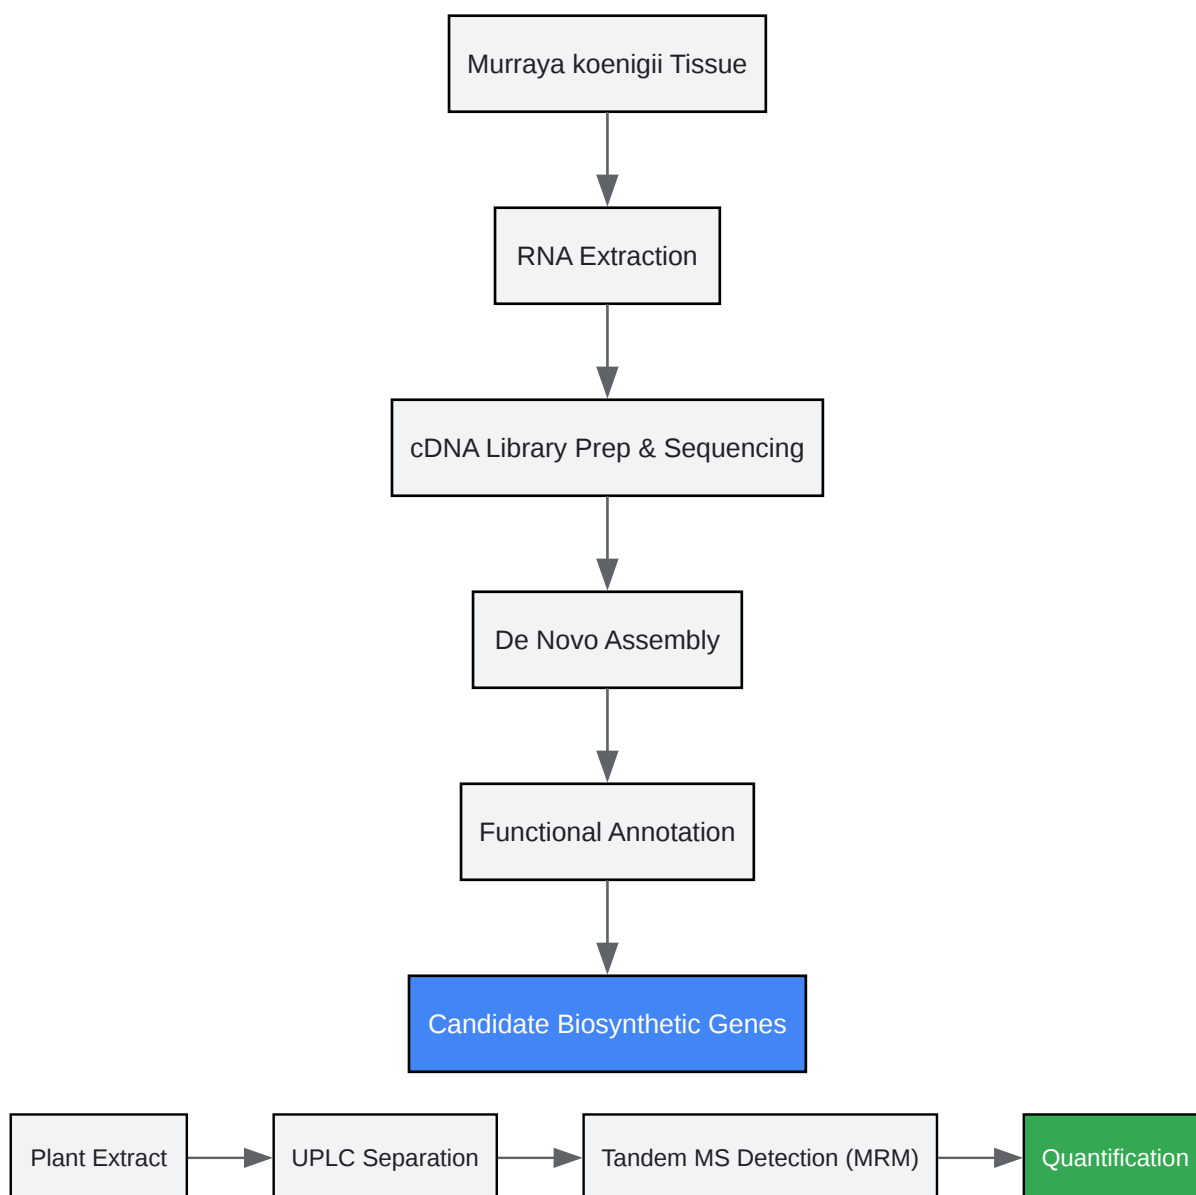 Murraya koenigii Tissue
RNA Extraction
cDNA Library Prep & Sequencing
De Novo Assembly
Functional Annotation
Candidate Biosynthetic Genes
Plant Extract
UPLC Separation
Tandem MS Detection (MRM)
Quantification